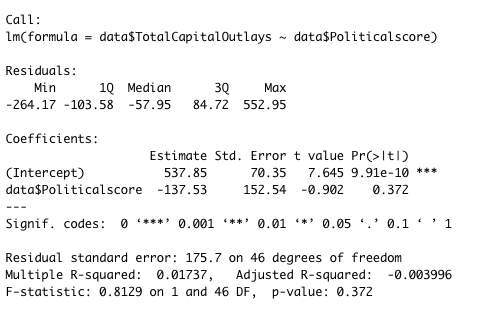 Call:
lm(formula = data$TotalCapitalOutlays ~ data$Politicalscore)
Residuals:
Min 1Q Median 3Q Max
-264.17 -103.58 -57.95 84.72 552.95
Coefficients:
Estimate Std. Error t value Pr(>|t|)
(Intercept) 537.85 70.35 7.645 9.91e-10 ***
data$Politicalscore -137.53 152.54 -0.902 0.372
---
Signif. codes: 0 ‘***’ 0.001 ‘**’ 0.01 ‘*’ 0.05 ‘.’ 0.1 ‘ ’ 1
Residual standard error: 175.7 on 46 degrees of freedom
Multiple R-squared: 0.01737, Adjusted R-squared: -0.003996
F-statistic: 0.8129 on 1 and 46 DF, p-value: 0.372